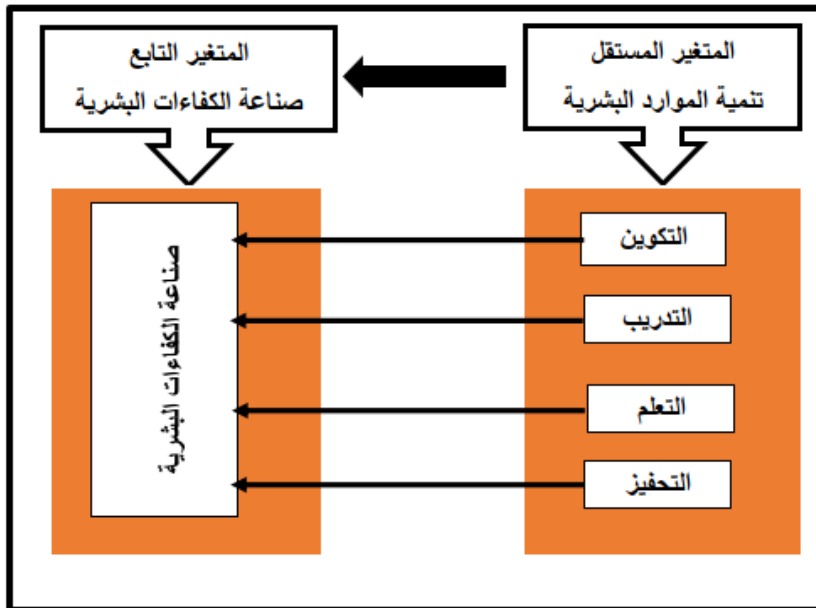 المتغير المستقل
تنمية الموارد البشرية
المتغير التابع
صناعة الكفاءات البشرية
التكوين
التدريب
التعلم
التحفيز
صناعة الكفاءات البشرية